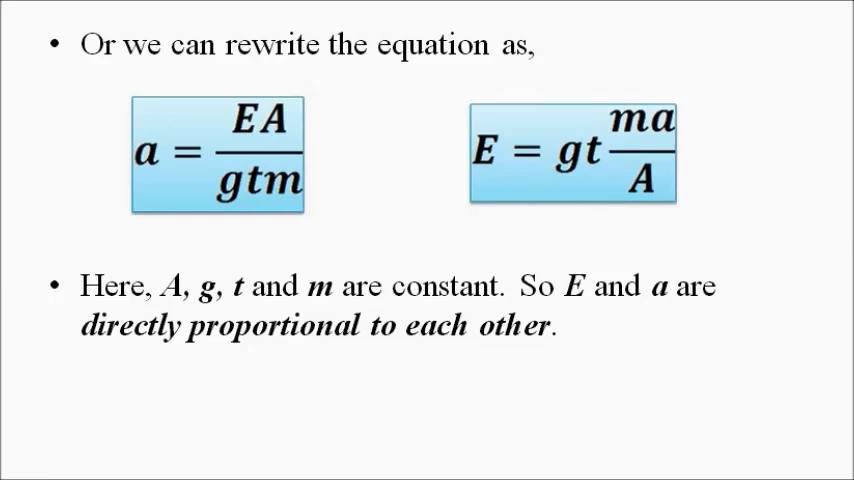 • Or we can rewrite the equation as,
a = EA / gtm
E = gt ma / A
• Here, A, g, t and m are constant. So E and a are
directly proportional to each other.